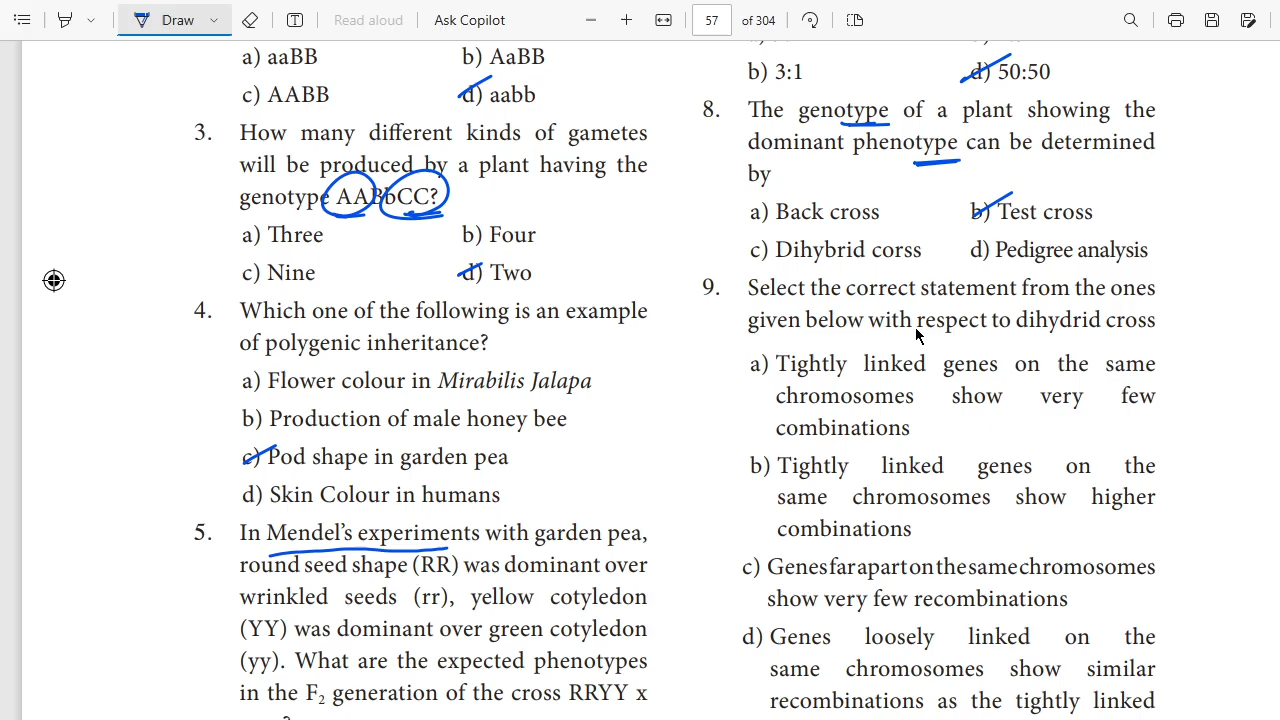 Draw
Read aloud
Ask Copilot
57
of 304
a) aaBB
b) AaBB
c) AABB
d) aabb
3. How many different kinds of gametes
will be produced by a plant having the
genotype AABbCC?
a) Three
b) Four
c) Nine
d) Two
4. Which one of the following is an example
of polygenic inheritance?
a) Flower colour in Mirabilis Jalapa
b) Production of male honey bee
c) Pod shape in garden pea
d) Skin Colour in humans
5. In Mendel's experiments with garden pea,
round seed shape (RR) was dominant over
wrinkled seeds (rr), yellow cotyledon
(YY) was dominant over green cotyledon
(yy). What are the expected phenotypes
in the F₂ generation of the cross RRYY x
b) 3:1
d) 50:50
8. The genotype of a plant showing the
dominant phenotype can be determined
by
a) Back cross
b) Test cross
c) Dihybrid corss
d) Pedigree analysis
9. Select the correct statement from the ones
given below with respect to dihydrid cross
a) Tightly linked genes on the same
chromosomes show very few
combinations
b) Tightly linked genes on the
same chromosomes show higher
combinations
c) Genes far apart on the same chromosomes
show very few recombinations
d) Genes loosely linked on the
same chromosomes show similar
recombinations as the tightly linked